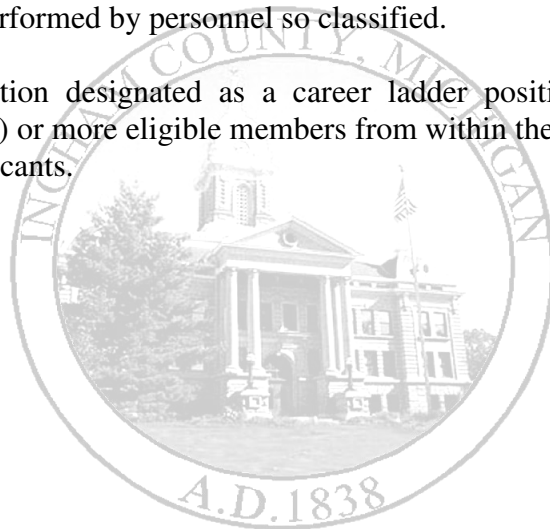 rformed by personnel so classified.
INGHAM COUNTY, MICHIGAN
tion designated as a career ladder positi
) or more eligible members from within the
icants.
A.D. 1838